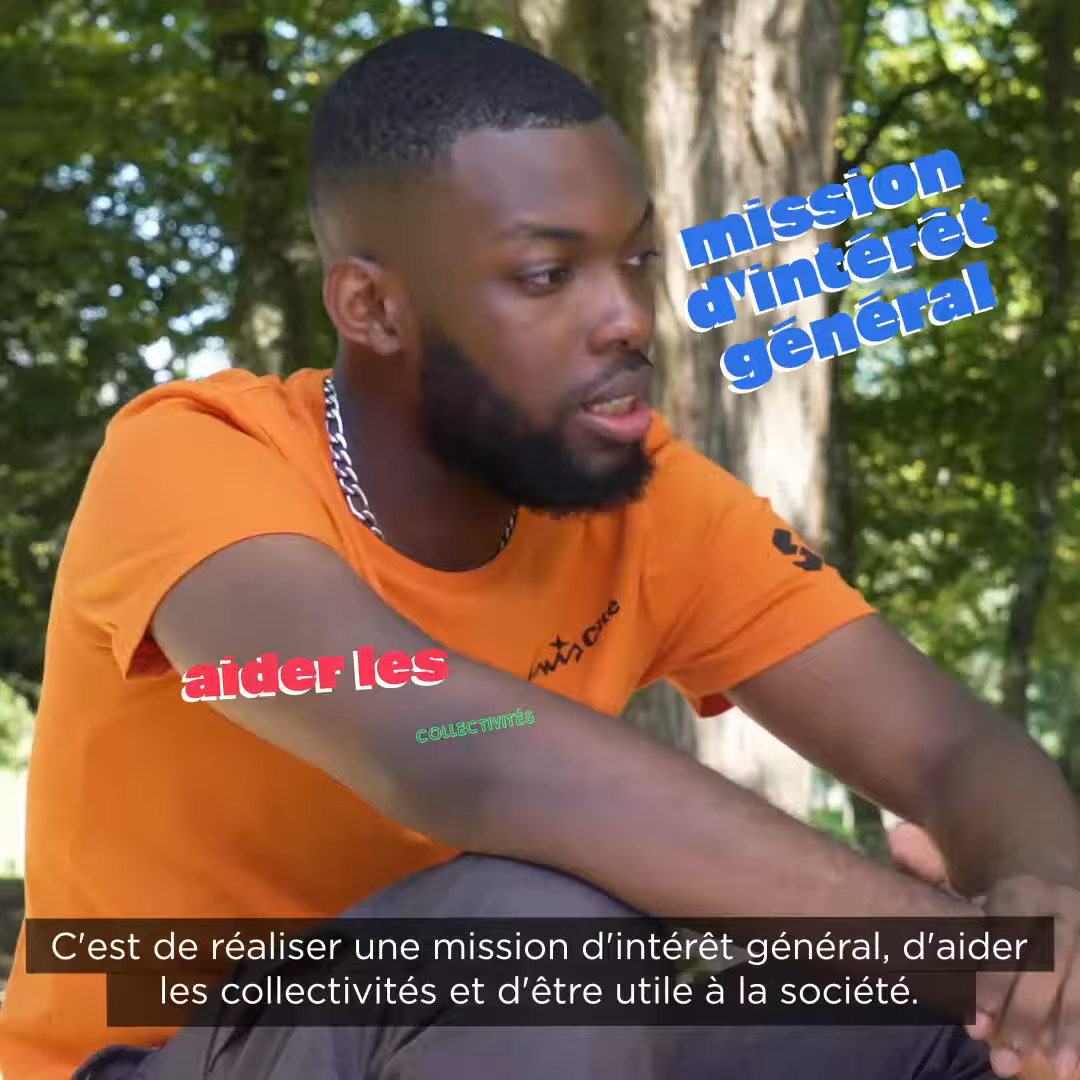 mission
d'intérêt
général
aider les
COLLECTIVITÉS
C'est de réaliser une mission d'intérêt général, d'aider
les collectivités et d'être utile à la société.